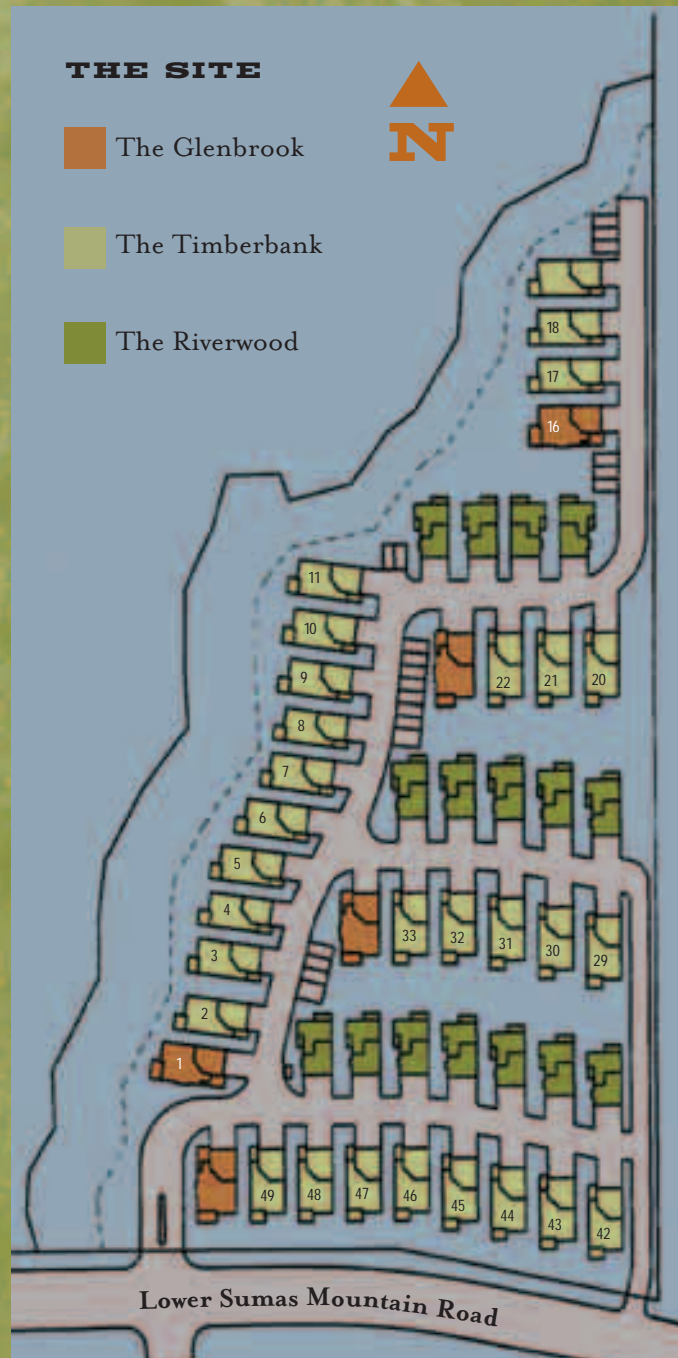 THE SITE
N
The Glenbrook
The Timberbank
The Riverwood
18
17
16
11
10
9
8
7
6
5
4
3
2
1
22 21 20
33 32 31 30 29
49 48 47 46 45 44 43 42
Lower Sumas Mountain Road